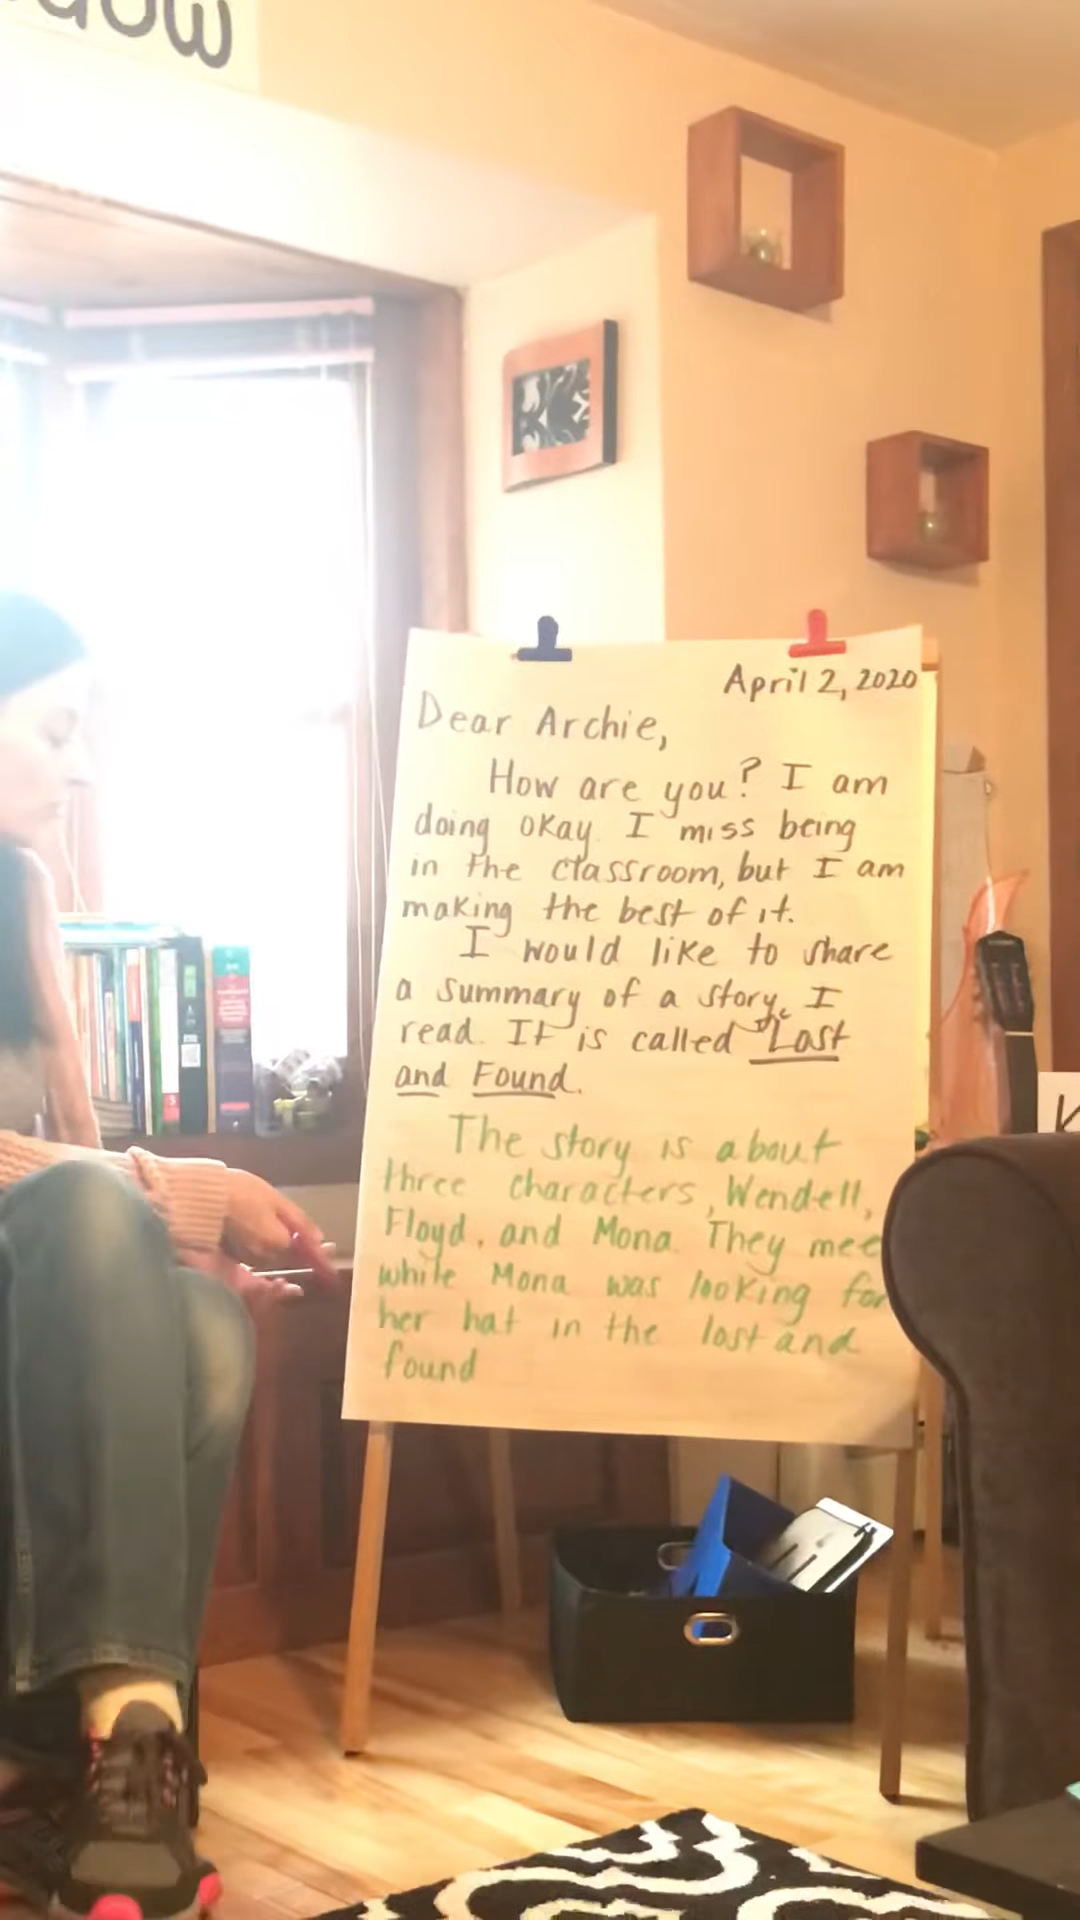 dow
April 2, 2020
Dear Archie,
How are you? I am
doing okay. I miss being
in the classroom, but I am
making the best of it.
I would like to share
a summary of a story I
read. It is called The Lost
and Found.
The story is about
three characters, Wendell,
Floyd, and Mona. They mee
while Mona was looking for
her hat in the lost and
found
K